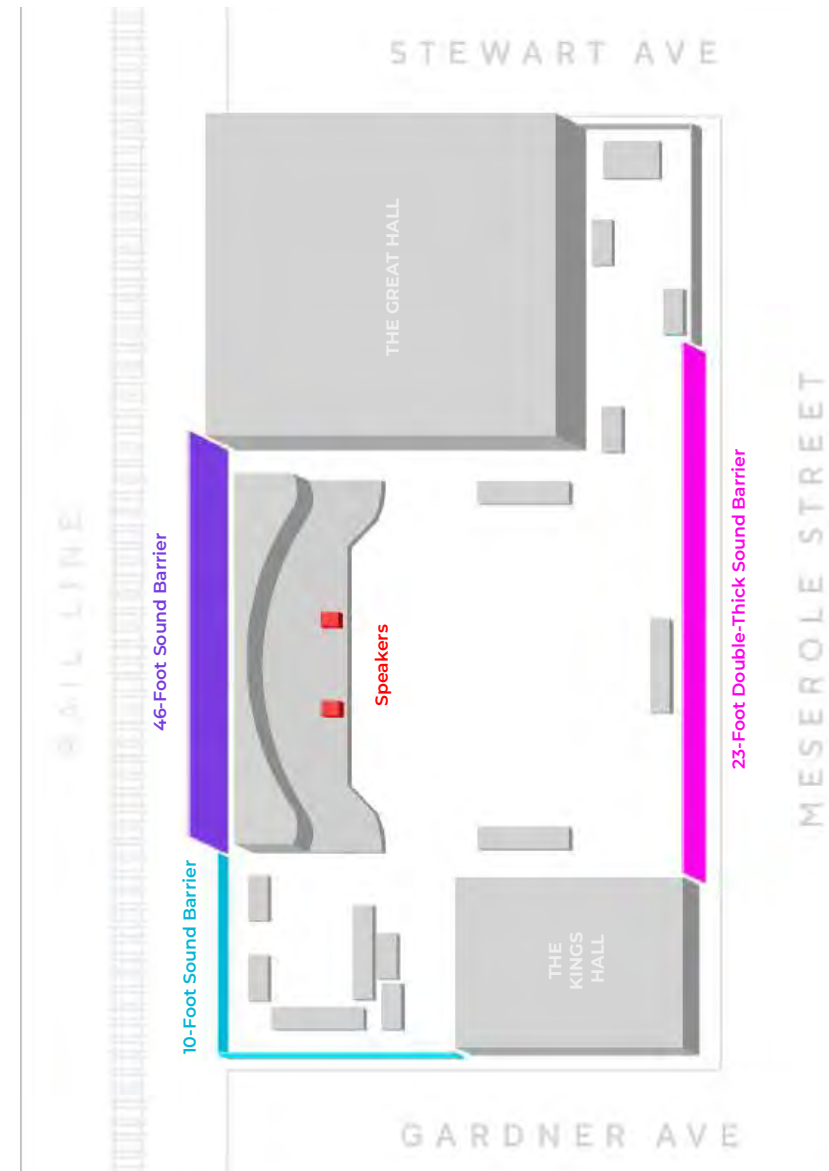 STEWART AVE
THE GREAT HALL
RAIL LINE
46-Foot Sound Barrier
Speakers
23-Foot Double-Thick Sound Barrier
MESEROLE STREET
10-Foot Sound Barrier
THE
KINGS
HALL
GARDNER AVE